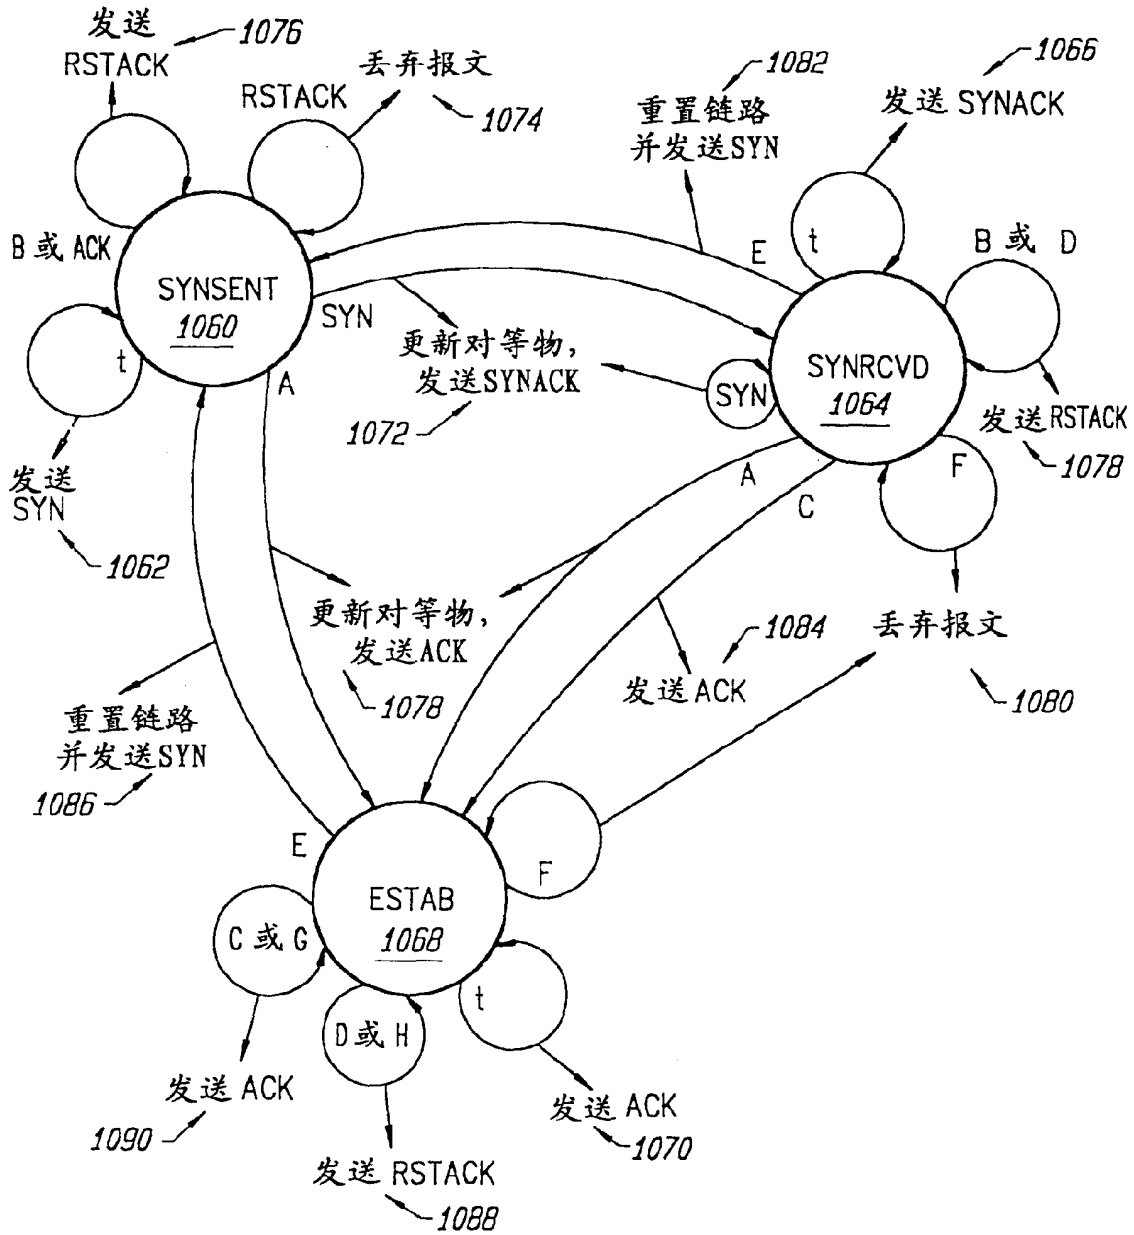 发送
RSTACK
1076
RSTACK
丢弃报文
1074
1082
重置链路
并发送SYN
1066
发送 SYNACK
B 或 ACK
SYNSENT
1060
SYN
t
A
E
t
B 或 D
SYNRCVD
1064
更新对等物,
发送SYNACK
1072
SYN
发送RSTACK
1078
A
C
F
发送
SYN
1062
更新对等物,
发送ACK
1078
1084
发送 ACK
丢弃报文
1080
重置链路
并发送SYN
1086
E
ESTAB
1068
F
C 或 G
D 或 H
t
发送 ACK
1090
发送 RSTACK
1088
发送 ACK
1070